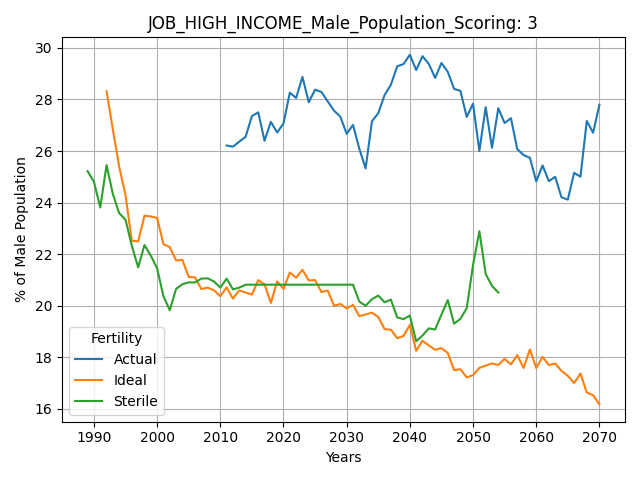 JOB_HIGH_INCOME_Male_Population_Scoring: 3
% of Male Population
30
28
26
24
22
20
18
16
Fertility
Actual
Ideal
Sterile
1990 2000 2010 2020 2030 2040 2050 2060 2070
Years